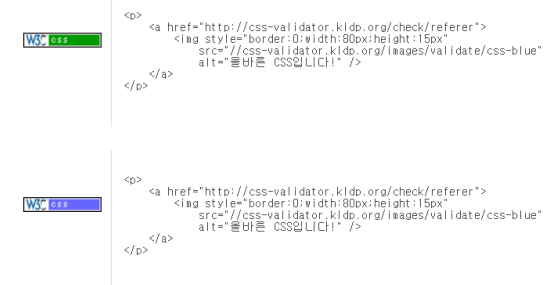 W3C css
<p>
<a href="http://css-validator.kldp.org/check/referer">
<img style="border:0;width:80px;height:15px"
src="//css-validator.kldp.org/images/validate/css-blue"
alt="올바른 CSS입니다!" />
</a>
</p>
W3C css
<p>
<a href="http://css-validator.kldp.org/check/referer">
<img style="border:0;width:80px;height:15px"
src="//css-validator.kldp.org/images/validate/css-blue"
alt="올바른 CSS입니다!" />
</a>
</p>